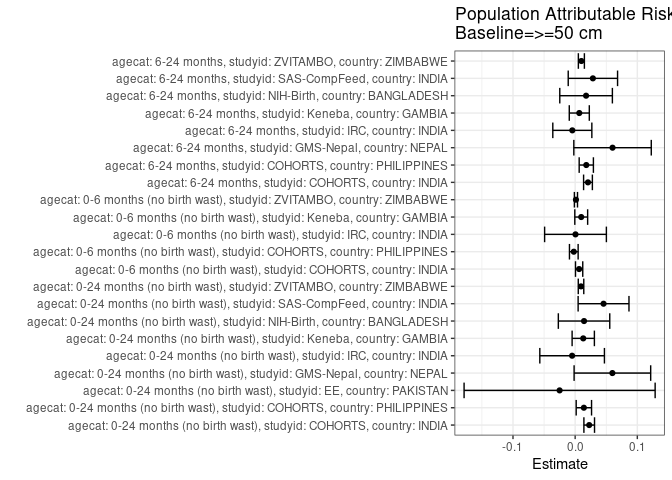 Population Attributable Risk
Baseline=>=50 cm
agecat: 6-24 months, studyid: ZVITAMBO, country: ZIMBABWE
agecat: 6-24 months, studyid: SAS-CompFeed, country: INDIA
agecat: 6-24 months, studyid: NIH-Birth, country: BANGLADESH
agecat: 6-24 months, studyid: Keneba, country: GAMBIA
agecat: 6-24 months, studyid: IRC, country: INDIA
agecat: 6-24 months, studyid: GMS-Nepal, country: NEPAL
agecat: 6-24 months, studyid: COHORTS, country: PHILIPPINES
agecat: 6-24 months, studyid: COHORTS, country: INDIA
agecat: 0-6 months (no birth wast), studyid: ZVITAMBO, country: ZIMBABWE
agecat: 0-6 months (no birth wast), studyid: Keneba, country: GAMBIA
agecat: 0-6 months (no birth wast), studyid: IRC, country: INDIA
agecat: 0-6 months (no birth wast), studyid: COHORTS, country: PHILIPPINES
agecat: 0-6 months (no birth wast), studyid: COHORTS, country: INDIA
agecat: 0-24 months (no birth wast), studyid: ZVITAMBO, country: ZIMBABWE
agecat: 0-24 months (no birth wast), studyid: SAS-CompFeed, country: INDIA
agecat: 0-24 months (no birth wast), studyid: NIH-Birth, country: BANGLADESH
agecat: 0-24 months (no birth wast), studyid: Keneba, country: GAMBIA
agecat: 0-24 months (no birth wast), studyid: IRC, country: INDIA
agecat: 0-24 months (no birth wast), studyid: GMS-Nepal, country: NEPAL
agecat: 0-24 months (no birth wast), studyid: EE, country: PAKISTAN
agecat: 0-24 months (no birth wast), studyid: COHORTS, country: PHILIPPINES
agecat: 0-24 months (no birth wast), studyid: COHORTS, country: INDIA
-0.1 0.0 0.1
Estimate